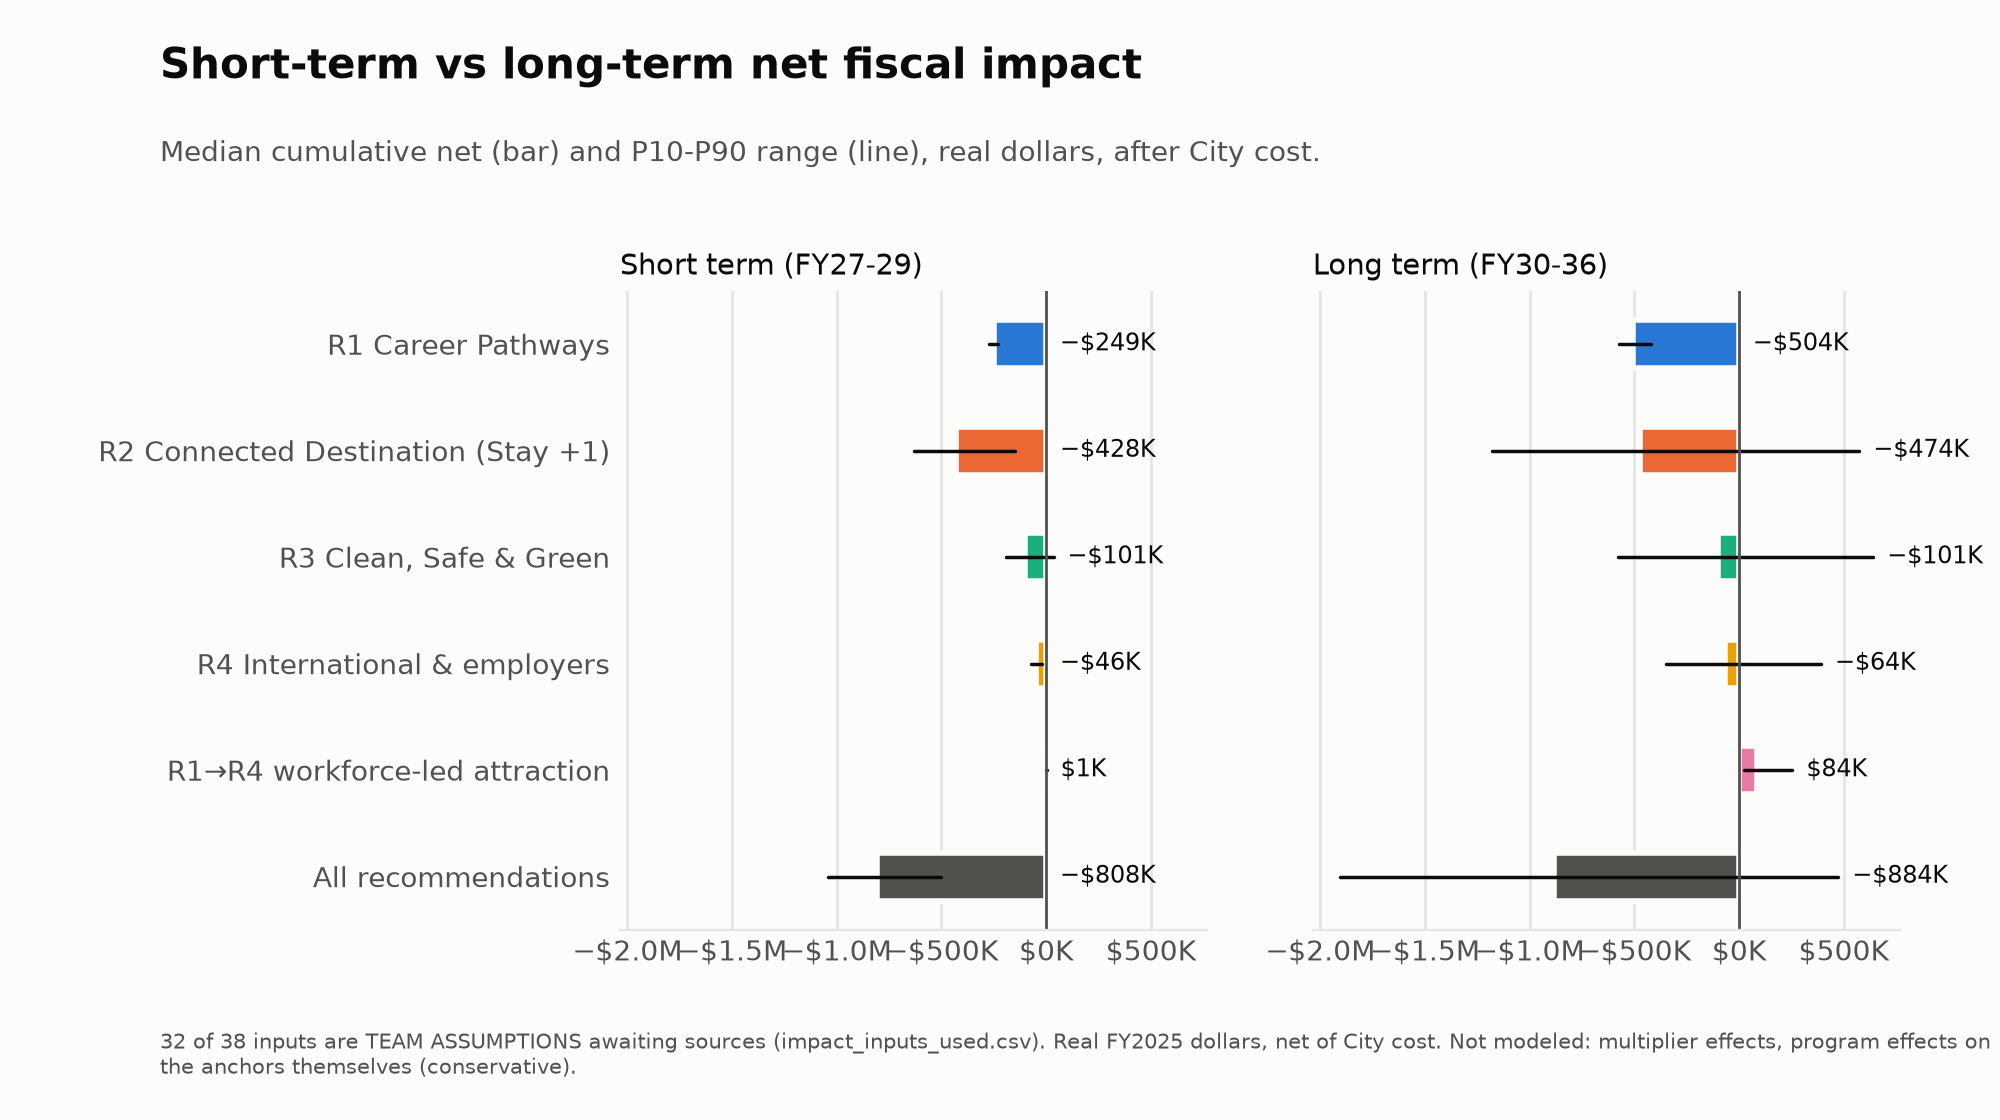 Short-term vs long-term net fiscal impact
Median cumulative net (bar) and P10-P90 range (line), real dollars, after City cost.
Short term (FY27-29)
Long term (FY30-36)
R1 Career Pathways
−$249K
−$504K
R2 Connected Destination (Stay +1)
−$428K
−$474K
R3 Clean, Safe & Green
−$101K
−$101K
R4 International & employers
−$46K
−$64K
R1→R4 workforce-led attraction
$1K
$84K
All recommendations
−$808K
−$884K
−$2.0M −$1.5M −$1.0M −$500K $0K $500K
−$2.0M −$1.5M −$1.0M −$500K $0K $500K
32 of 38 inputs are TEAM ASSUMPTIONS awaiting sources (impact_inputs_used.csv). Real FY2025 dollars, net of City cost. Not modeled: multiplier effects, program effects on
the anchors themselves (conservative).